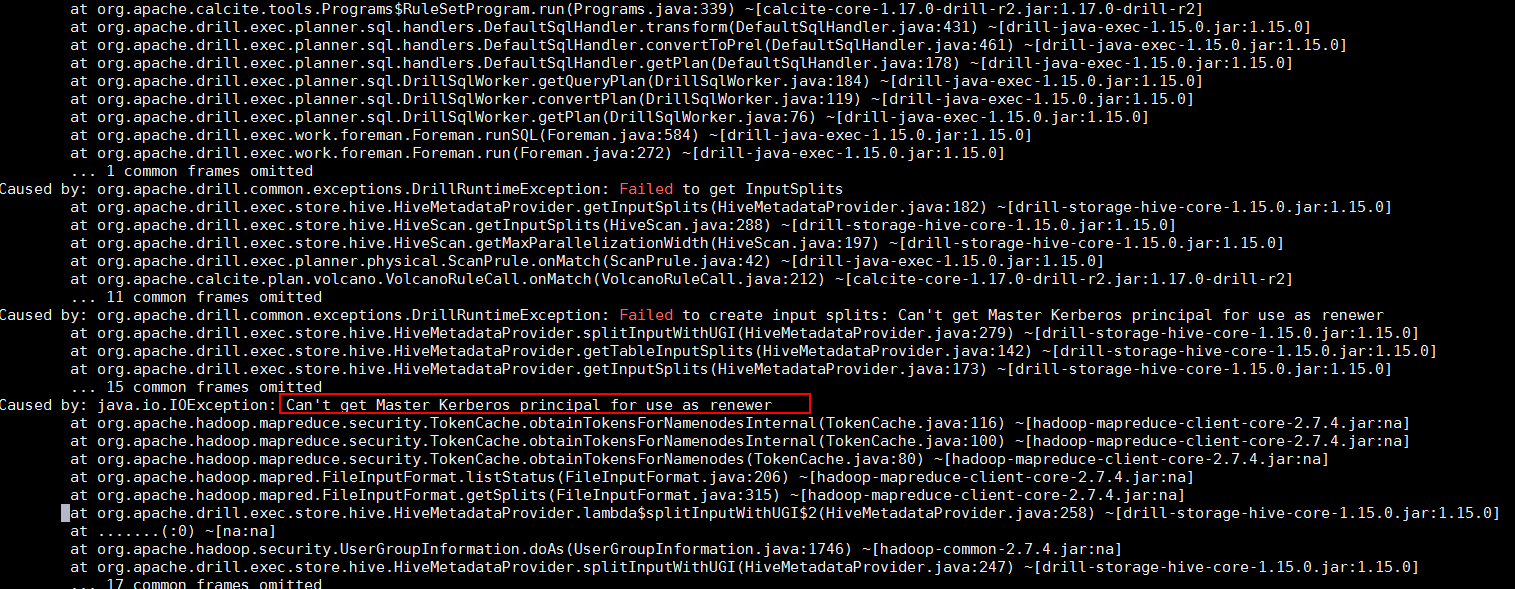 at org.apache.calcite.tools.Programs$RuleSetProgram.run(Programs.java:339) ~[calcite-core-1.17.0-drill-r2.jar:1.17.0-drill-r2]
at org.apache.drill.exec.planner.sql.handlers.DefaultSqlHandler.transform(DefaultSqlHandler.java:431) ~[drill-java-exec-1.15.0.jar:1.15.0]
at org.apache.drill.exec.planner.sql.handlers.DefaultSqlHandler.convertToPrel(DefaultSqlHandler.java:461) ~[drill-java-exec-1.15.0.jar:1.15.0]
at org.apache.drill.exec.planner.sql.handlers.DefaultSqlHandler.getPlan(DefaultSqlHandler.java:178) ~[drill-java-exec-1.15.0.jar:1.15.0]
at org.apache.drill.exec.planner.sql.DrillSqlWorker.getQueryPlan(DrillSqlWorker.java:184) ~[drill-java-exec-1.15.0.jar:1.15.0]
at org.apache.drill.exec.planner.sql.DrillSqlWorker.convertPlan(DrillSqlWorker.java:119) ~[drill-java-exec-1.15.0.jar:1.15.0]
at org.apache.drill.exec.planner.sql.DrillSqlWorker.getPlan(DrillSqlWorker.java:76) ~[drill-java-exec-1.15.0.jar:1.15.0]
at org.apache.drill.exec.work.foreman.Foreman.runSQL(Foreman.java:584) ~[drill-java-exec-1.15.0.jar:1.15.0]
at org.apache.drill.exec.work.foreman.Foreman.run(Foreman.java:272) ~[drill-java-exec-1.15.0.jar:1.15.0]
... 1 common frames omitted
Caused by: org.apache.drill.common.exceptions.DrillRuntimeException: Failed to get InputSplits
at org.apache.drill.exec.store.hive.HiveMetadataProvider.getInputSplits(HiveMetadataProvider.java:182) ~[drill-storage-hive-core-1.15.0.jar:1.15.0]
at org.apache.drill.exec.store.hive.HiveScan.getInputSplits(HiveScan.java:288) ~[drill-storage-hive-core-1.15.0.jar:1.15.0]
at org.apache.drill.exec.store.hive.HiveScan.getMaxParallelizationWidth(HiveScan.java:197) ~[drill-storage-hive-core-1.15.0.jar:1.15.0]
at org.apache.drill.exec.planner.physical.ScanPrule.onMatch(ScanPrule.java:42) ~[drill-java-exec-1.15.0.jar:1.15.0]
at org.apache.calcite.plan.volcano.VolcanoRuleCall.onMatch(VolcanoRuleCall.java:212) ~[calcite-core-1.17.0-drill-r2.jar:1.17.0-drill-r2]
... 11 common frames omitted
Caused by: org.apache.drill.common.exceptions.DrillRuntimeException: Failed to create input splits: Can't get Master Kerberos principal for use as renewer
at org.apache.drill.exec.store.hive.HiveMetadataProvider.splitInputWithUGI(HiveMetadataProvider.java:279) ~[drill-storage-hive-core-1.15.0.jar:1.15.0]
at org.apache.drill.exec.store.hive.HiveMetadataProvider.getTableInputSplits(HiveMetadataProvider.java:142) ~[drill-storage-hive-core-1.15.0.jar:1.15.0]
at org.apache.drill.exec.store.hive.HiveMetadataProvider.getInputSplits(HiveMetadataProvider.java:173) ~[drill-storage-hive-core-1.15.0.jar:1.15.0]
... 15 common frames omitted
Caused by: java.io.IOException: Can't get Master Kerberos principal for use as renewer
at org.apache.hadoop.mapreduce.security.TokenCache.obtainTokensForNamenodesInternal(TokenCache.java:116) ~[hadoop-mapreduce-client-core-2.7.4.jar:na]
at org.apache.hadoop.mapreduce.security.TokenCache.obtainTokensForNamenodesInternal(TokenCache.java:100) ~[hadoop-mapreduce-client-core-2.7.4.jar:na]
at org.apache.hadoop.mapreduce.security.TokenCache.obtainTokensForNamenodes(TokenCache.java:80) ~[hadoop-mapreduce-client-core-2.7.4.jar:na]
at org.apache.hadoop.mapred.FileInputFormat.listStatus(FileInputFormat.java:206) ~[hadoop-mapreduce-client-core-2.7.4.jar:na]
at org.apache.hadoop.mapred.FileInputFormat.getSplits(FileInputFormat.java:315) ~[hadoop-mapreduce-client-core-2.7.4.jar:na]
at org.apache.drill.exec.store.hive.HiveMetadataProvider.lambda$splitInputWithUGI$2(HiveMetadataProvider.java:258) ~[drill-storage-hive-core-1.15.0.jar:1.15.0]
at .......(:0) ~[na:na]
at org.apache.hadoop.security.UserGroupInformation.doAs(UserGroupInformation.java:1746) ~[hadoop-common-2.7.4.jar:na]
at org.apache.drill.exec.store.hive.HiveMetadataProvider.splitInputWithUGI(HiveMetadataProvider.java:247) ~[drill-storage-hive-core-1.15.0.jar:1.15.0]
... 17 common frames omitted